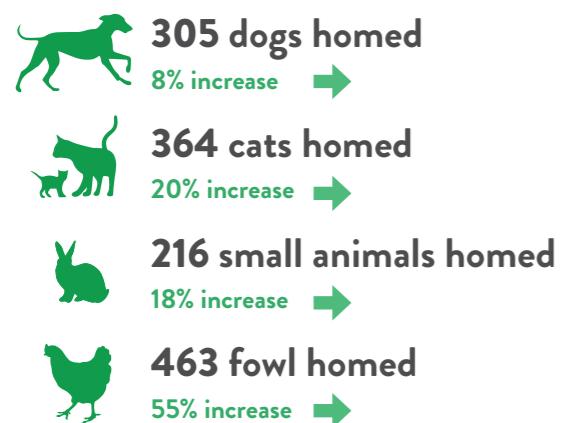 305 dogs homed
8% increase
364 cats homed
20% increase
216 small animals homed
18% increase
463 fowl homed
55% increase